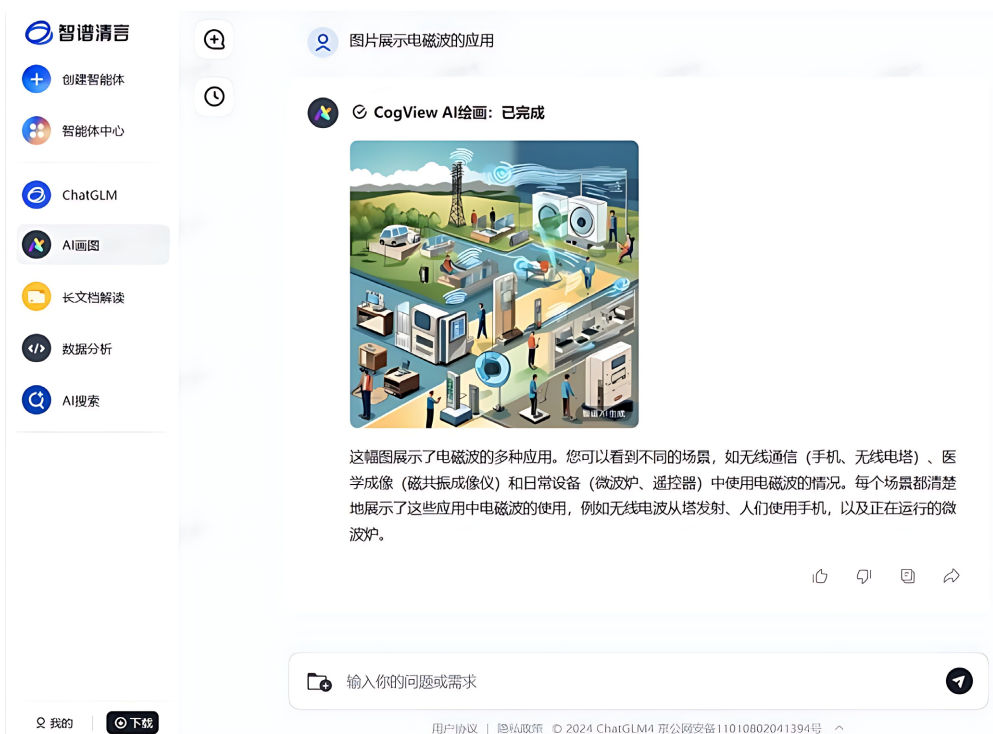 智谱清言
创建智能体
智能体中心
ChatGLM
AI画图
长文档解读
数据分析
AI搜索
我的
下载
图片展示电磁波的应用
CogView AI绘画：已完成
智谱AI生成
这幅图展示了电磁波的多种应用。您可以看到不同的场景，如无线通信（手机、无线电塔）、医
学成像（磁共振成像仪）和日常设备（微波炉、遥控器）中使用电磁波的情况。每个场景都清楚
地展示了这些应用中电磁波的使用，例如无线电波从塔发射、人们使用手机，以及正在运行的微
波炉。
输入你的问题或需求
用户协议 | 隐私政策 © 2024 ChatGLM4 京公网安备11010802041394号